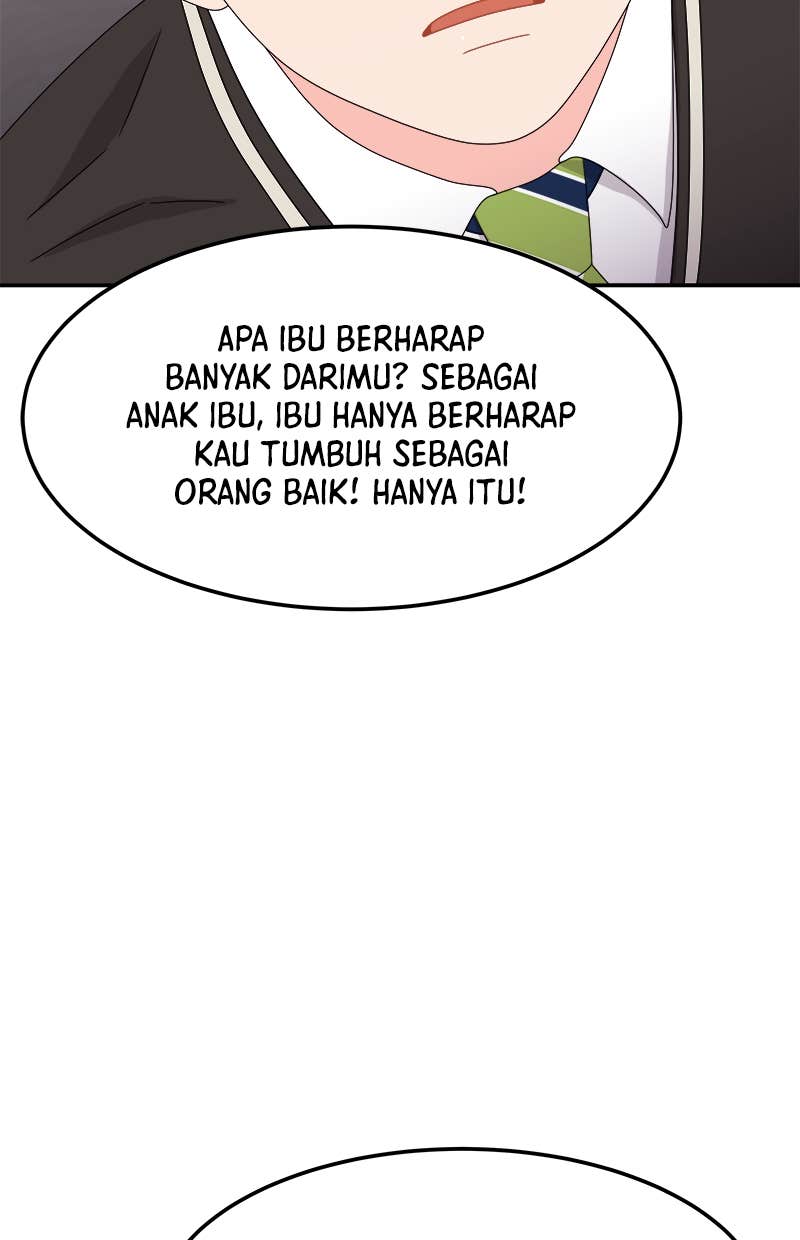 APA IBU BERHARAP
BANYAK DARIMU? SEBAGAI
ANAK IBU, IBU HANYA BERHARAP
KAU TUMBUH SEBAGAI
ORANG BAIK! HANYA ITU!